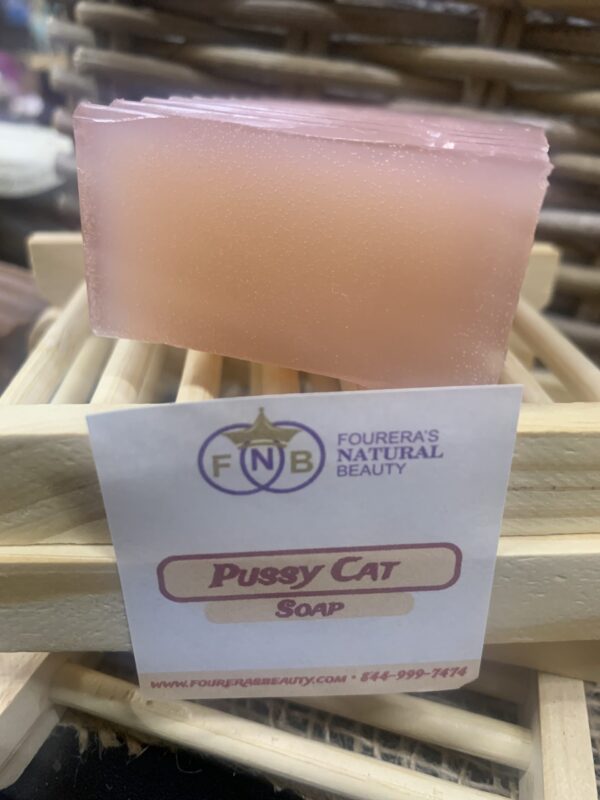 FNB
FOURERA'S
NATURAL
BEAUTY
PUSSY CAT
SOAP
WWW.FOURERABBEAUTY.COM • 844-999-7474